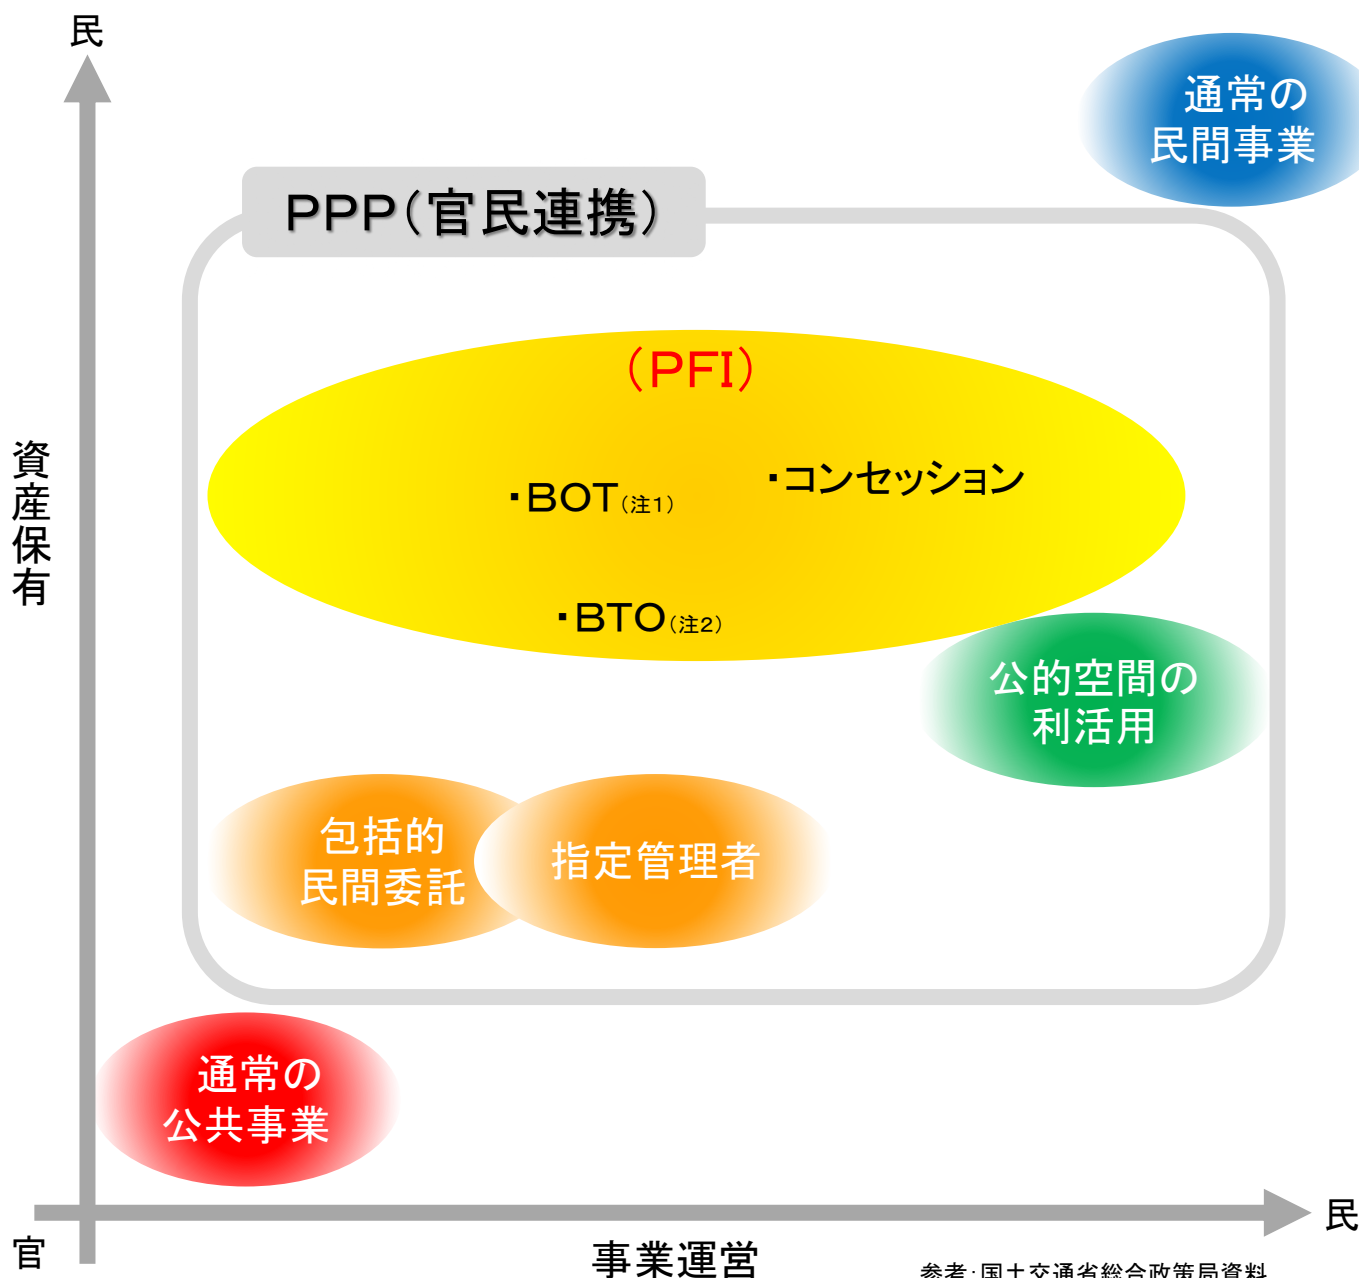 民
通常の
民間事業
PPP（官民連携）
（PFI）
・コンセッション
・BOT（注1）
資産保有
・BTO（注2）
公的空間の
利活用
包括的
民間委託
指定管理者
通常の
公共事業
民
官
事業運営
参考：国土交通省総合政策局資料